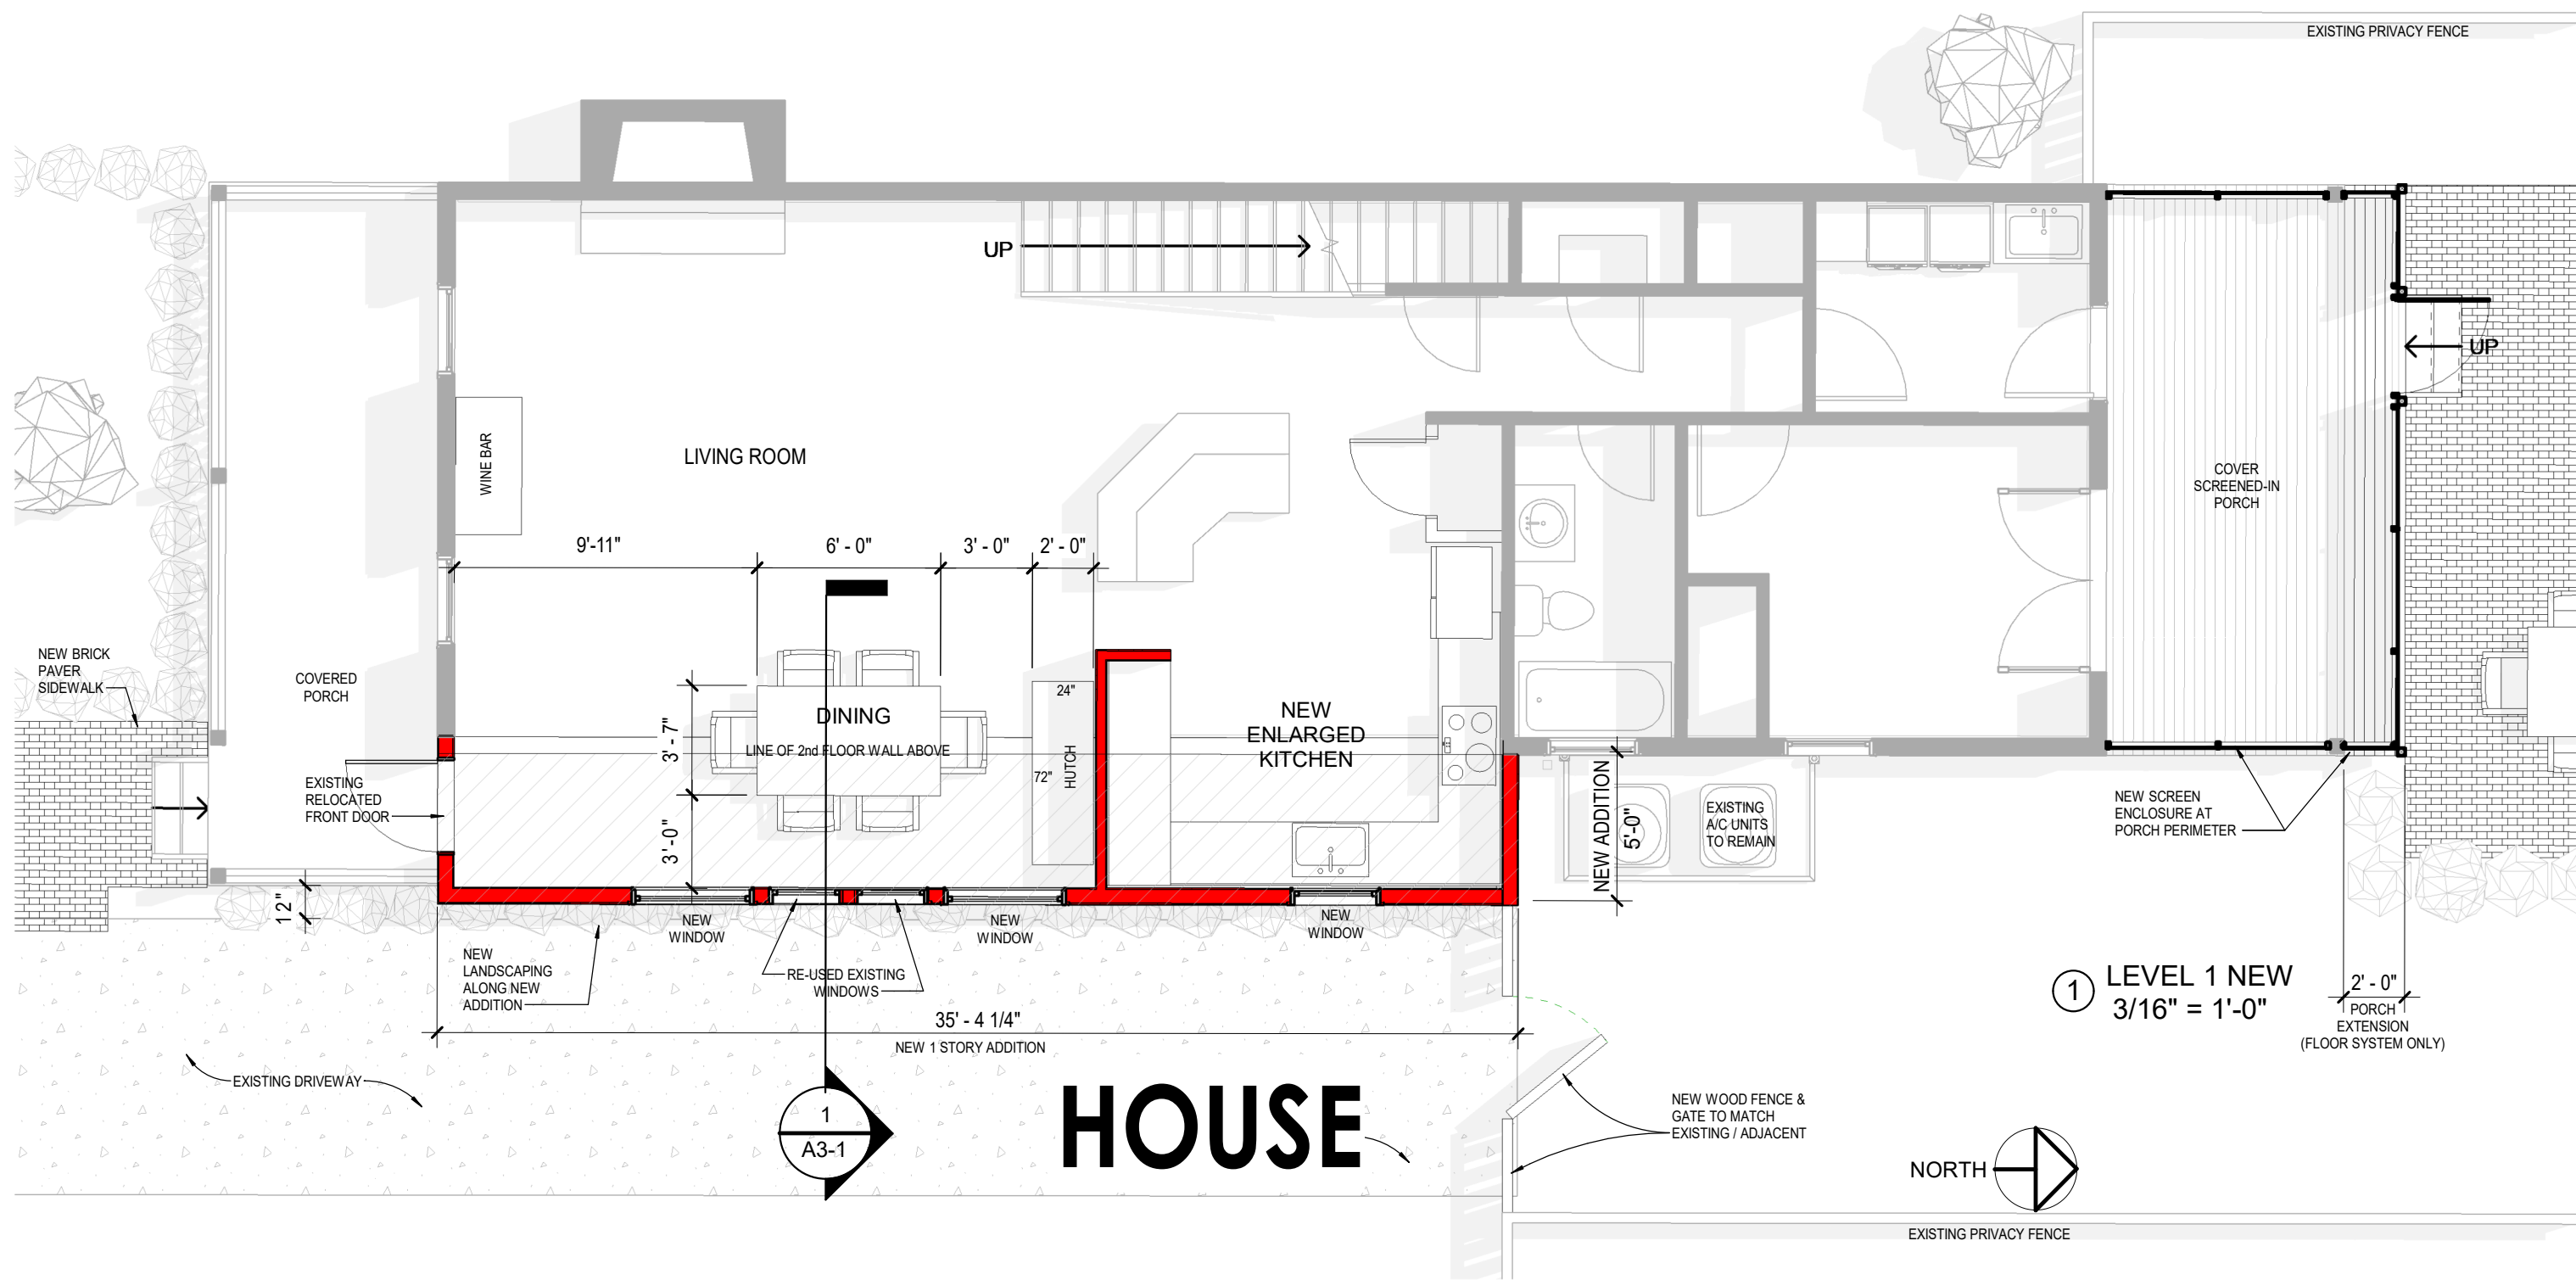 EXISTING PRIVACY FENCE
UP
UP
WINE BAR
LIVING ROOM
COVER
SCREENED-IN
PORCH
9'-11"
6' - 0"
3' - 0"
2' - 0"
NEW BRICK
PAVER
SIDEWALK
COVERED
PORCH
24"
DINING
3' - 7"
LINE OF 2nd FLOOR WALL ABOVE
72"
HUTCH
NEW
ENLARGED
KITCHEN
EXISTING
RELOCATED
FRONT DOOR
3'-0"
NEW ADDITION
5'-0"
EXISTING
A/C UNITS
TO REMAIN
NEW SCREEN
ENCLOSURE AT
PORCH PERIMETER
12"
NEW
WINDOW
NEW
WINDOW
NEW
WINDOW
NEW
LANDSCAPING
ALONG NEW
ADDITION
RE-USED EXISTING
WINDOWS
1
LEVEL 1 NEW
3/16" = 1'-0"
2' - 0"
PORCH
EXTENSION
(FLOOR SYSTEM ONLY)
35' - 4 1/4"
NEW 1 STORY ADDITION
EXISTING DRIVEWAY
1
A3-1
HOUSE
NEW WOOD FENCE &
GATE TO MATCH
EXISTING / ADJACENT
NORTH
EXISTING PRIVACY FENCE